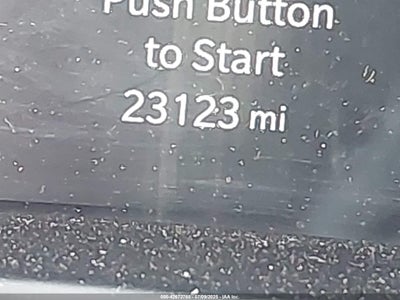 Push Button
to Start
23123 mi